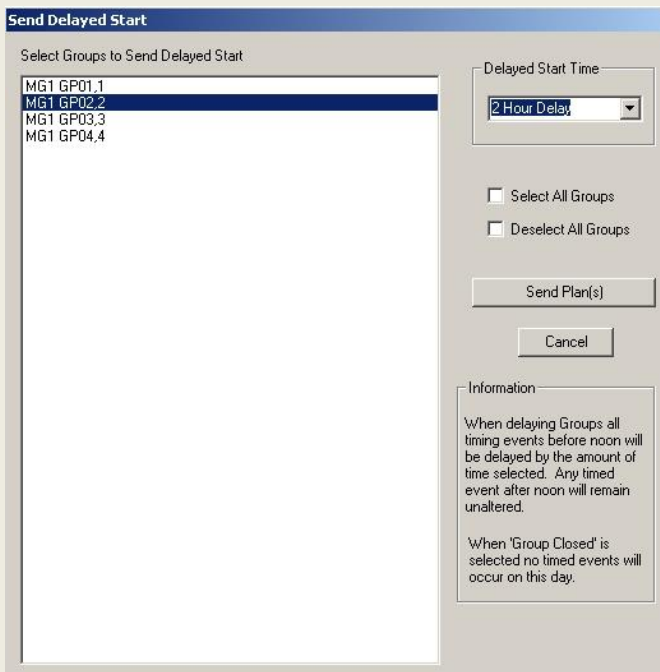 Send Delayed Start
Select Groups to Send Delayed Start
MG1 GP01,1
MG1 GP02,2
MG1 GP03,3
MG1 GP04,4
Delayed Start Time
2 Hour Delay
Select All Groups
Deselect All Groups
Send Plan(s)
Cancel
Information
When delaying Groups all
timing events before noon will
be delayed by the amount of
time selected. Any timed
event after noon will remain
unaltered.
When 'Group Closed' is
selected no timed events will
occur on this day.